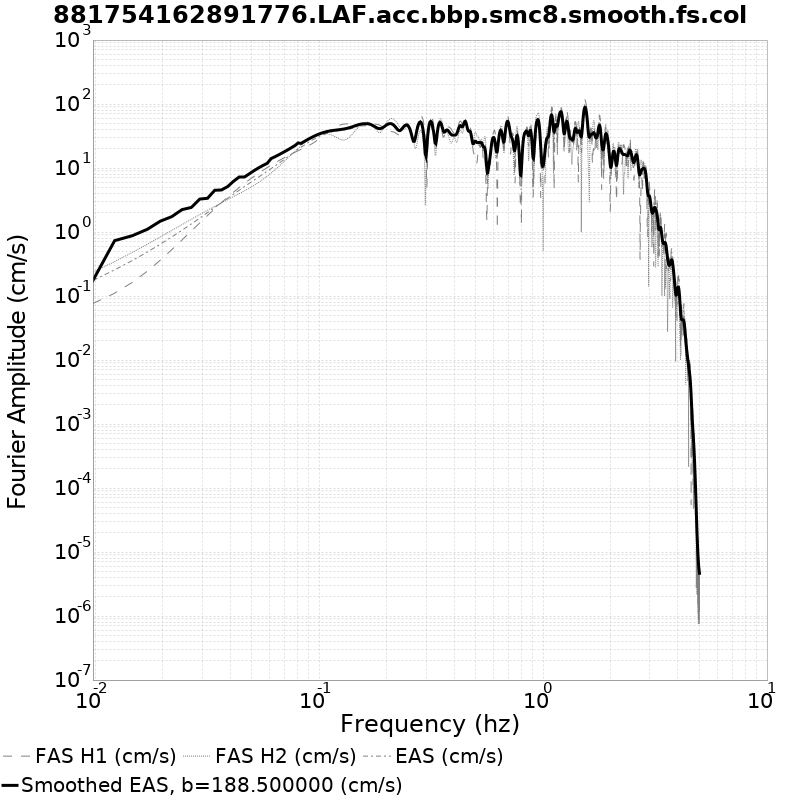 881754162891776.LAF.acc.bbp.smc8.smooth.fs.col
10^3
10^2
10^1
10^0
10^-1
10^-2
10^-3
10^-4
10^-5
10^-6
10^-7
Fourier Amplitude (cm/s)
10^-2 10^-1 10^0 10^1
Frequency (hz)
FAS H1 (cm/s) FAS H2 (cm/s) EAS (cm/s)
Smoothed EAS, b=188.500000 (cm/s)